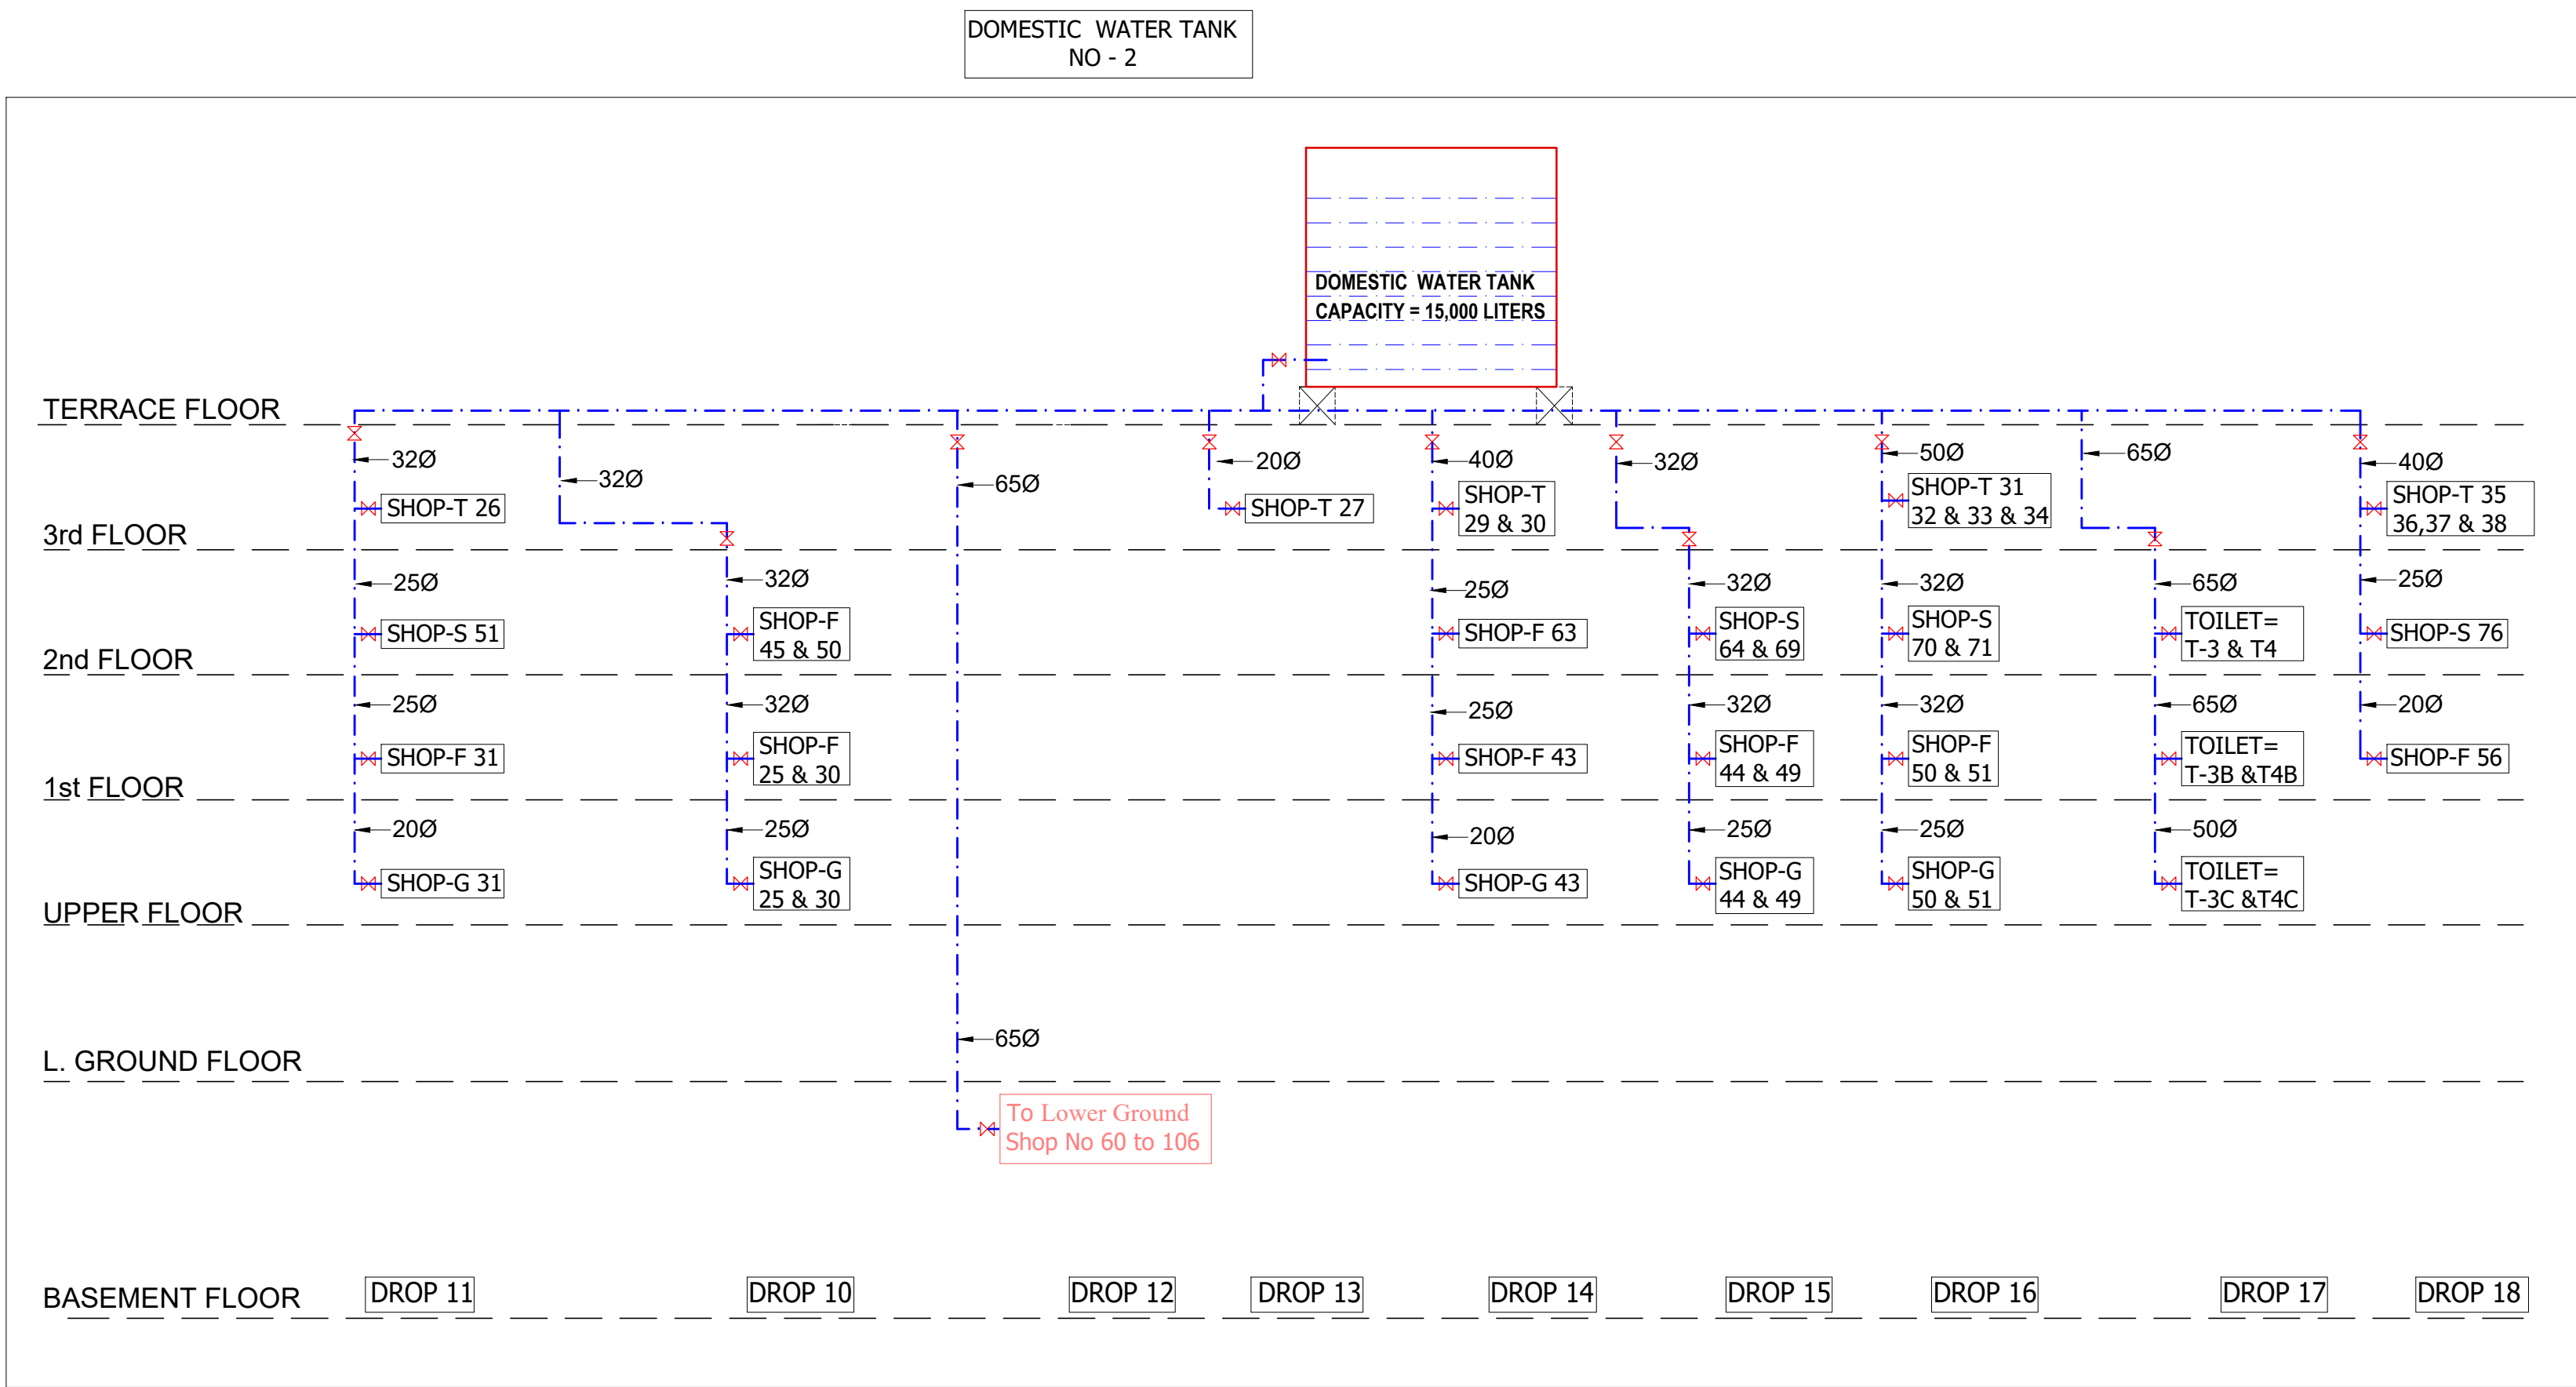 DOMESTIC  WATER TANK
NO - 2
DOMESTIC  WATER TANK
CAPACITY = 15,000 LITERS
TERRACE FLOOR
32Ø
32Ø
65Ø
20Ø
40Ø
32Ø
50Ø
65Ø
40Ø
SHOP-T 26
SHOP-T 27
SHOP-T
29 & 30
SHOP-T 31
32 & 33 & 34
SHOP-T 35
36,37 & 38
3rd FLOOR
25Ø
32Ø
25Ø
32Ø
32Ø
65Ø
25Ø
SHOP-S 51
SHOP-F
45 & 50
SHOP-F 63
SHOP-S
64 & 69
SHOP-S
70 & 71
TOILET=
T-3 & T4
SHOP-S 76
2nd FLOOR
25Ø
32Ø
25Ø
32Ø
32Ø
65Ø
20Ø
SHOP-F 31
SHOP-F
25 & 30
SHOP-F 43
SHOP-F
44 & 49
SHOP-F
50 & 51
TOILET=
T-3B &T4B
SHOP-F 56
1st FLOOR
20Ø
25Ø
20Ø
25Ø
25Ø
50Ø
SHOP-G 31
SHOP-G
25 & 30
SHOP-G 43
SHOP-G
44 & 49
SHOP-G
50 & 51
TOILET=
T-3C &T4C
UPPER FLOOR
65Ø
L. GROUND FLOOR
To Lower Ground
Shop No 60 to 106
BASEMENT FLOOR
DROP 11
DROP 10
DROP 12
DROP 13
DROP 14
DROP 15
DROP 16
DROP 17
DROP 18